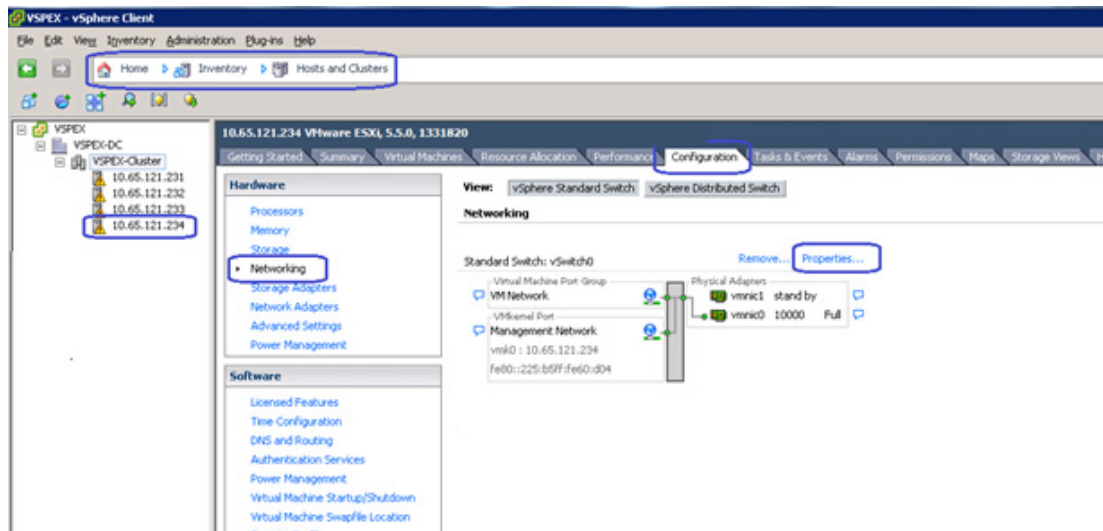 VSPEX - vSphere Client
File Edit View Inventory Administration Plug-ins Help
Home Inventory Hosts and Clusters
VSPEX
VSPEX-DC
VSPEX-Cluster
10.65.121.231
10.65.121.232
10.65.121.233
10.65.121.234
10.65.121.234 VMware ESXi, 5.5.0, 1331820
Getting Started Summary Virtual Machines Resource Allocation Performance Configuration Tasks & Events Alarms Permissions Maps Storage Views
Hardware
Processors
Memory
Storage
Networking
Storage Adapters
Network Adapters
Advanced Settings
Power Management
Software
Licensed Features
Time Configuration
DNS and Routing
Authentication Services
Power Management
Virtual Machine Startup/Shutdown
Virtual Machine Swapfile Location
View: vSphere Standard Switch vSphere Distributed Switch
Networking
Standard Switch: vSwitch0 Remove... Properties...
Virtual Machine Port Group
VM Network
VMkernel Port
Management Network
vmk0 : 10.65.121.234
fe80::225:b5ff:fe60:d04
Physical Adapters
vmnic1 stand by
vmnic0 10000 Full